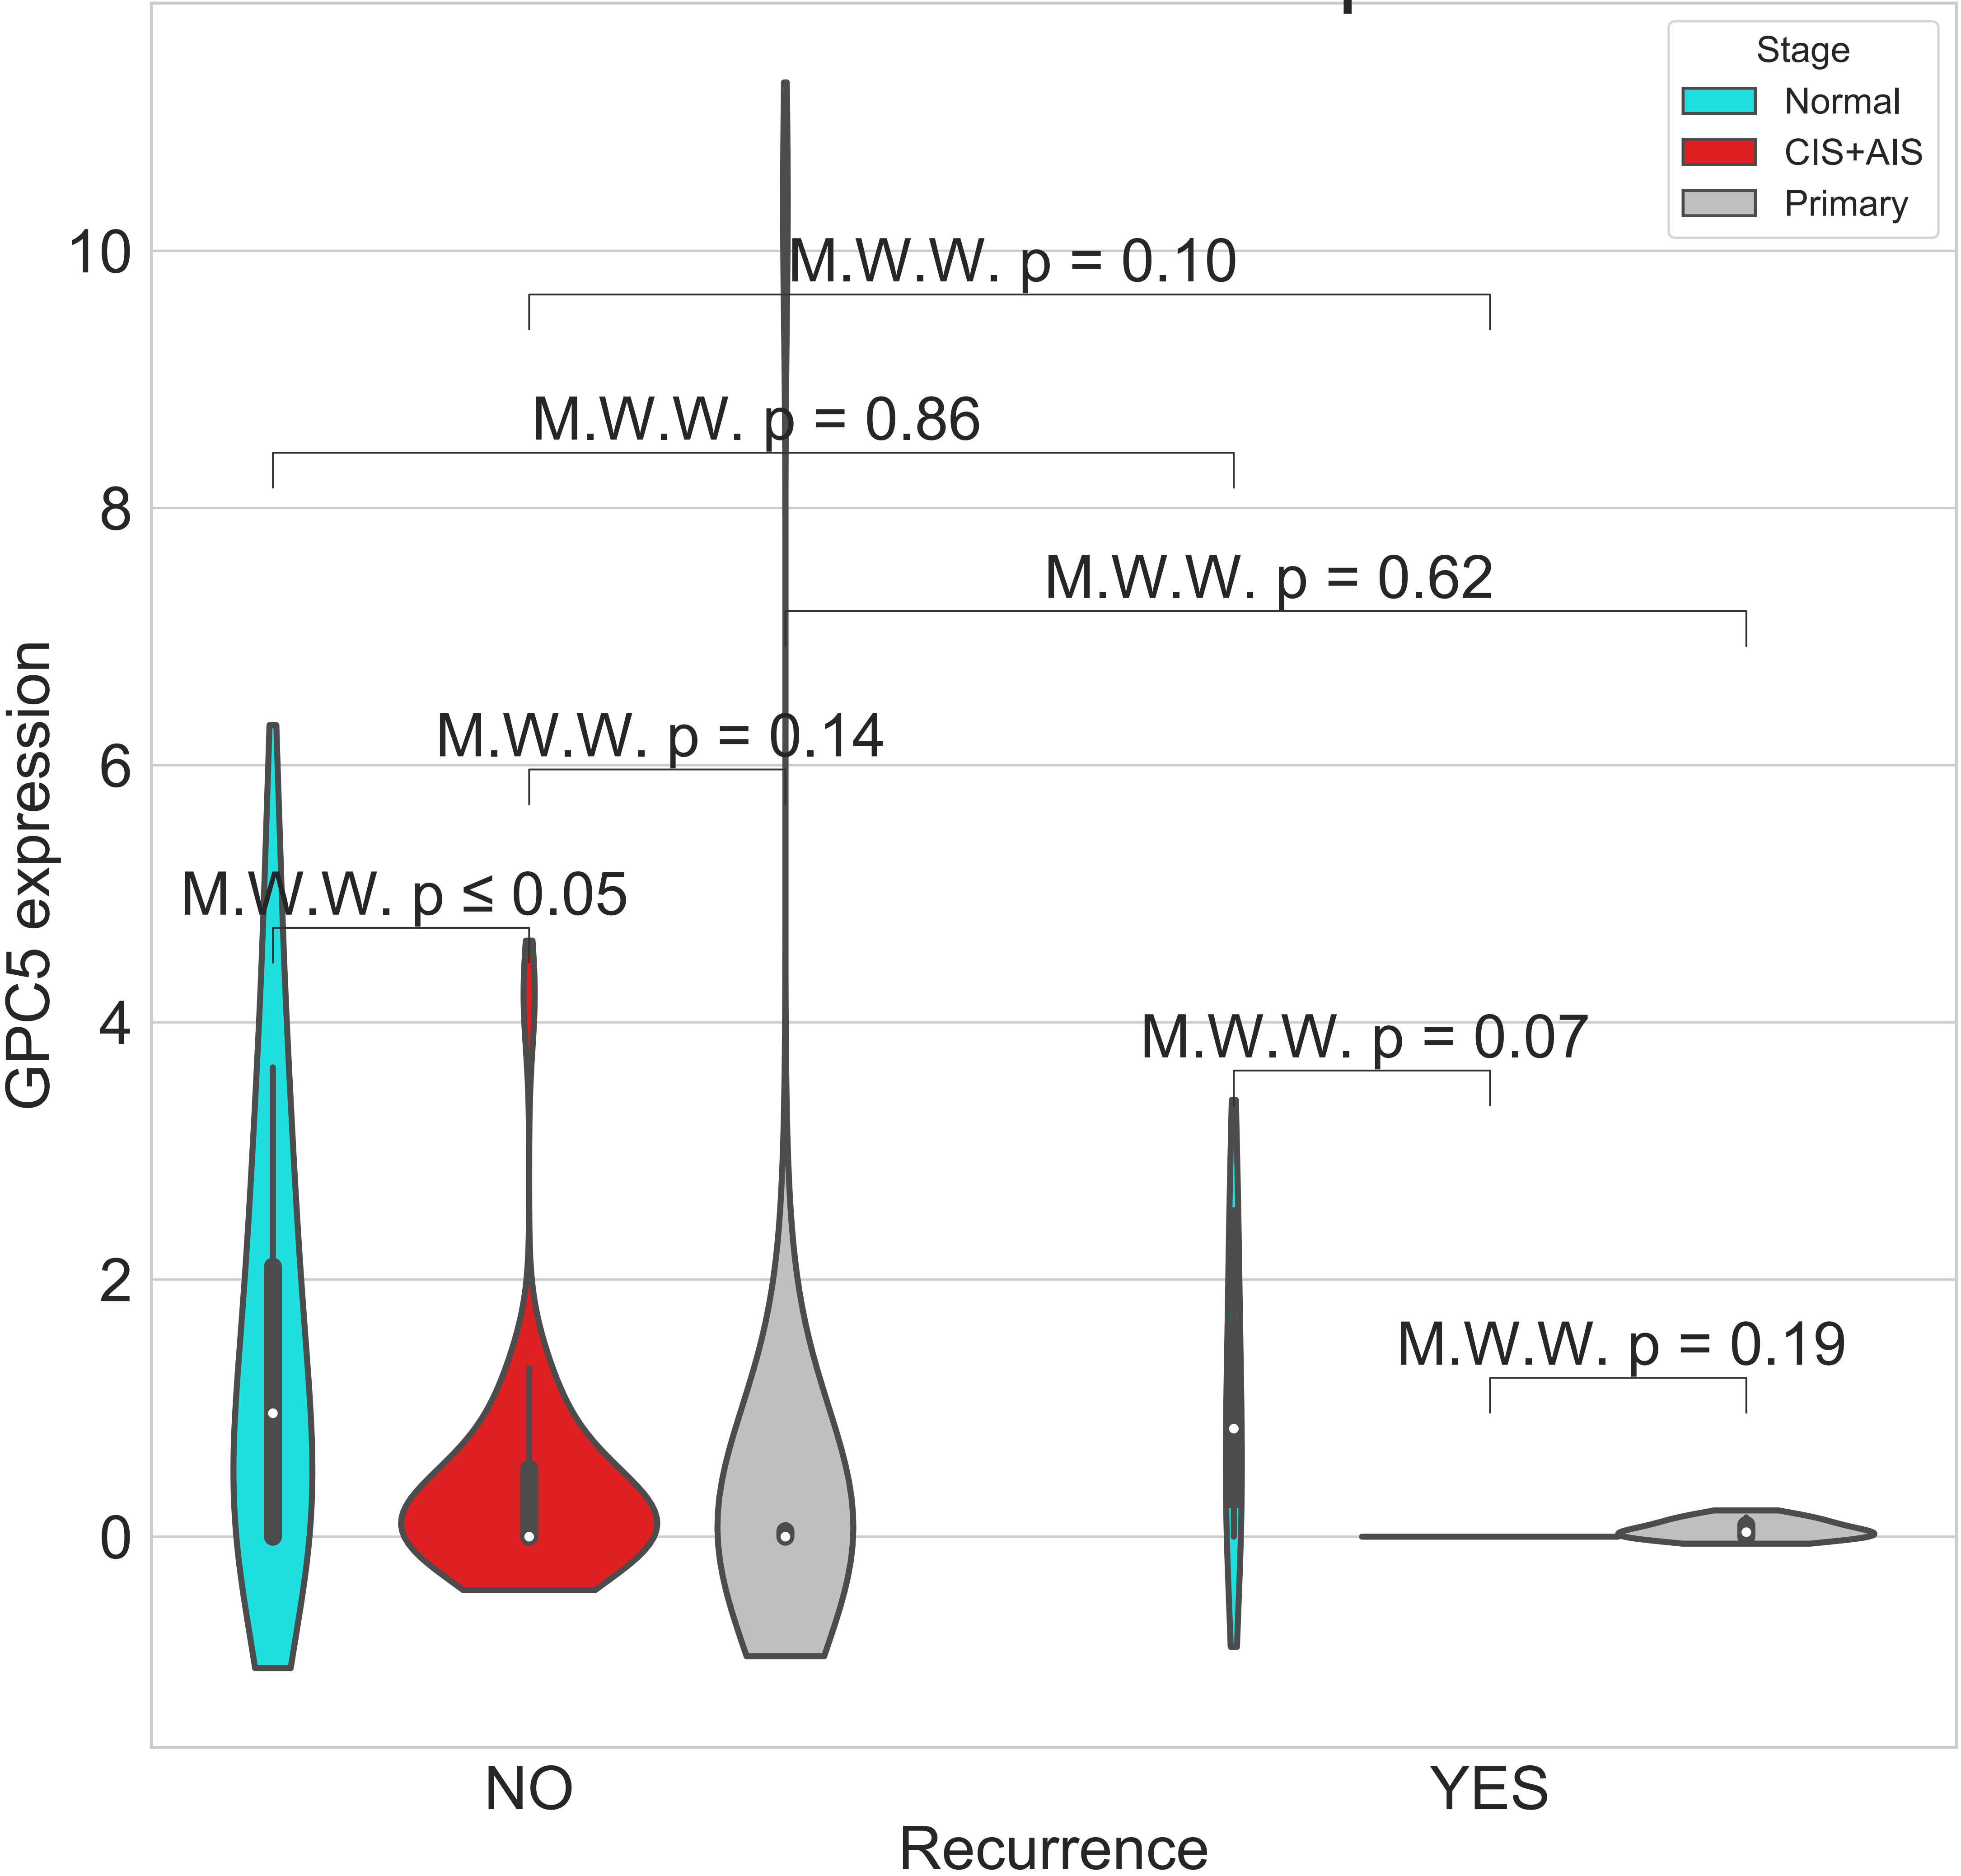 Stage
Normal
CIS+AIS
Primary
10
M.W.W. p = 0.10
M.W.W. p = 0.86
8
M.W.W. p = 0.62
M.W.W. p = 0.14
6
M.W.W. p ≤ 0.05
4
M.W.W. p = 0.07
2
M.W.W. p = 0.19
0
GPC5 expression
NO
YES
Recurrence